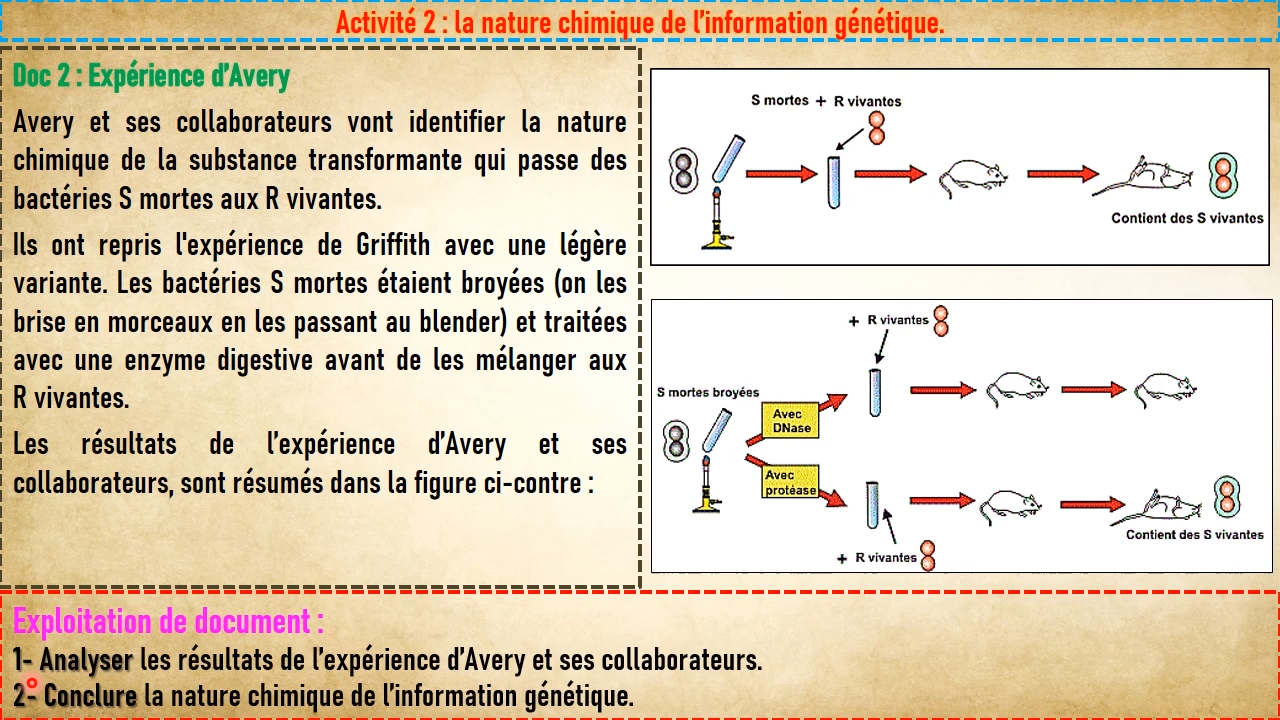 Activité 2 : la nature chimique de l’information génétique.
Doc 2 : Expérience d’Avery
Avery et ses collaborateurs vont identifier la nature
chimique de la substance transformante qui passe des
bactéries S mortes aux R vivantes.
Ils ont repris l'expérience de Griffith avec une légère
variante. Les bactéries S mortes étaient broyées (on les
brise en morceaux en les passant au blender) et traitées
avec une enzyme digestive avant de les mélanger aux
R vivantes.
Les résultats de l’expérience d’Avery et ses
collaborateurs, sont résumés dans la figure ci-contre :
S mortes + R vivantes
Contient des S vivantes
+ R vivantes
S mortes broyées
Avec
DNase
Avec
protéase
Contient des S vivantes
+ R vivantes
Exploitation de document :
1- Analyser les résultats de l’expérience d’Avery et ses collaborateurs.
2- Conclure la nature chimique de l’information génétique.